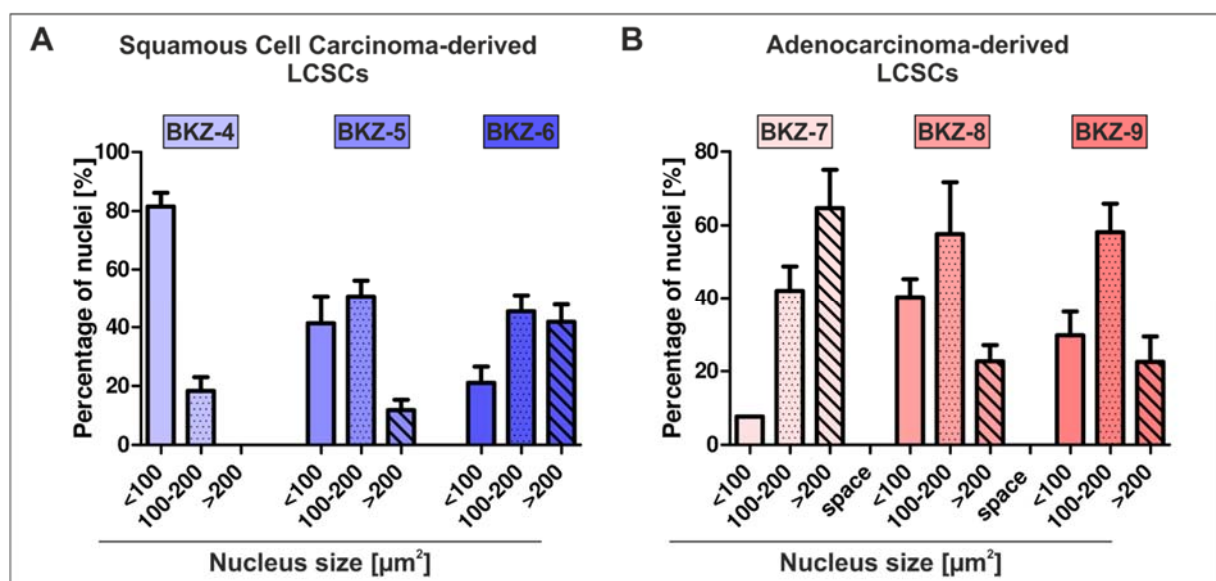 A
Squamous Cell Carcinoma-derived
LCSCs
BKZ-4 BKZ-5 BKZ-6
Percentage of nuclei [%]
100
80
60
40
20
0
<100 100-200 >200 <100 100-200 >200 <100 100-200 >200
Nucleus size [µm²]
B
Adenocarcinoma-derived
LCSCs
BKZ-7 BKZ-8 BKZ-9
Percentage of nuclei [%]
80
60
40
20
0
<100 100-200 >200 space <100 100-200 >200 space <100 100-200 >200
Nucleus size [µm²]